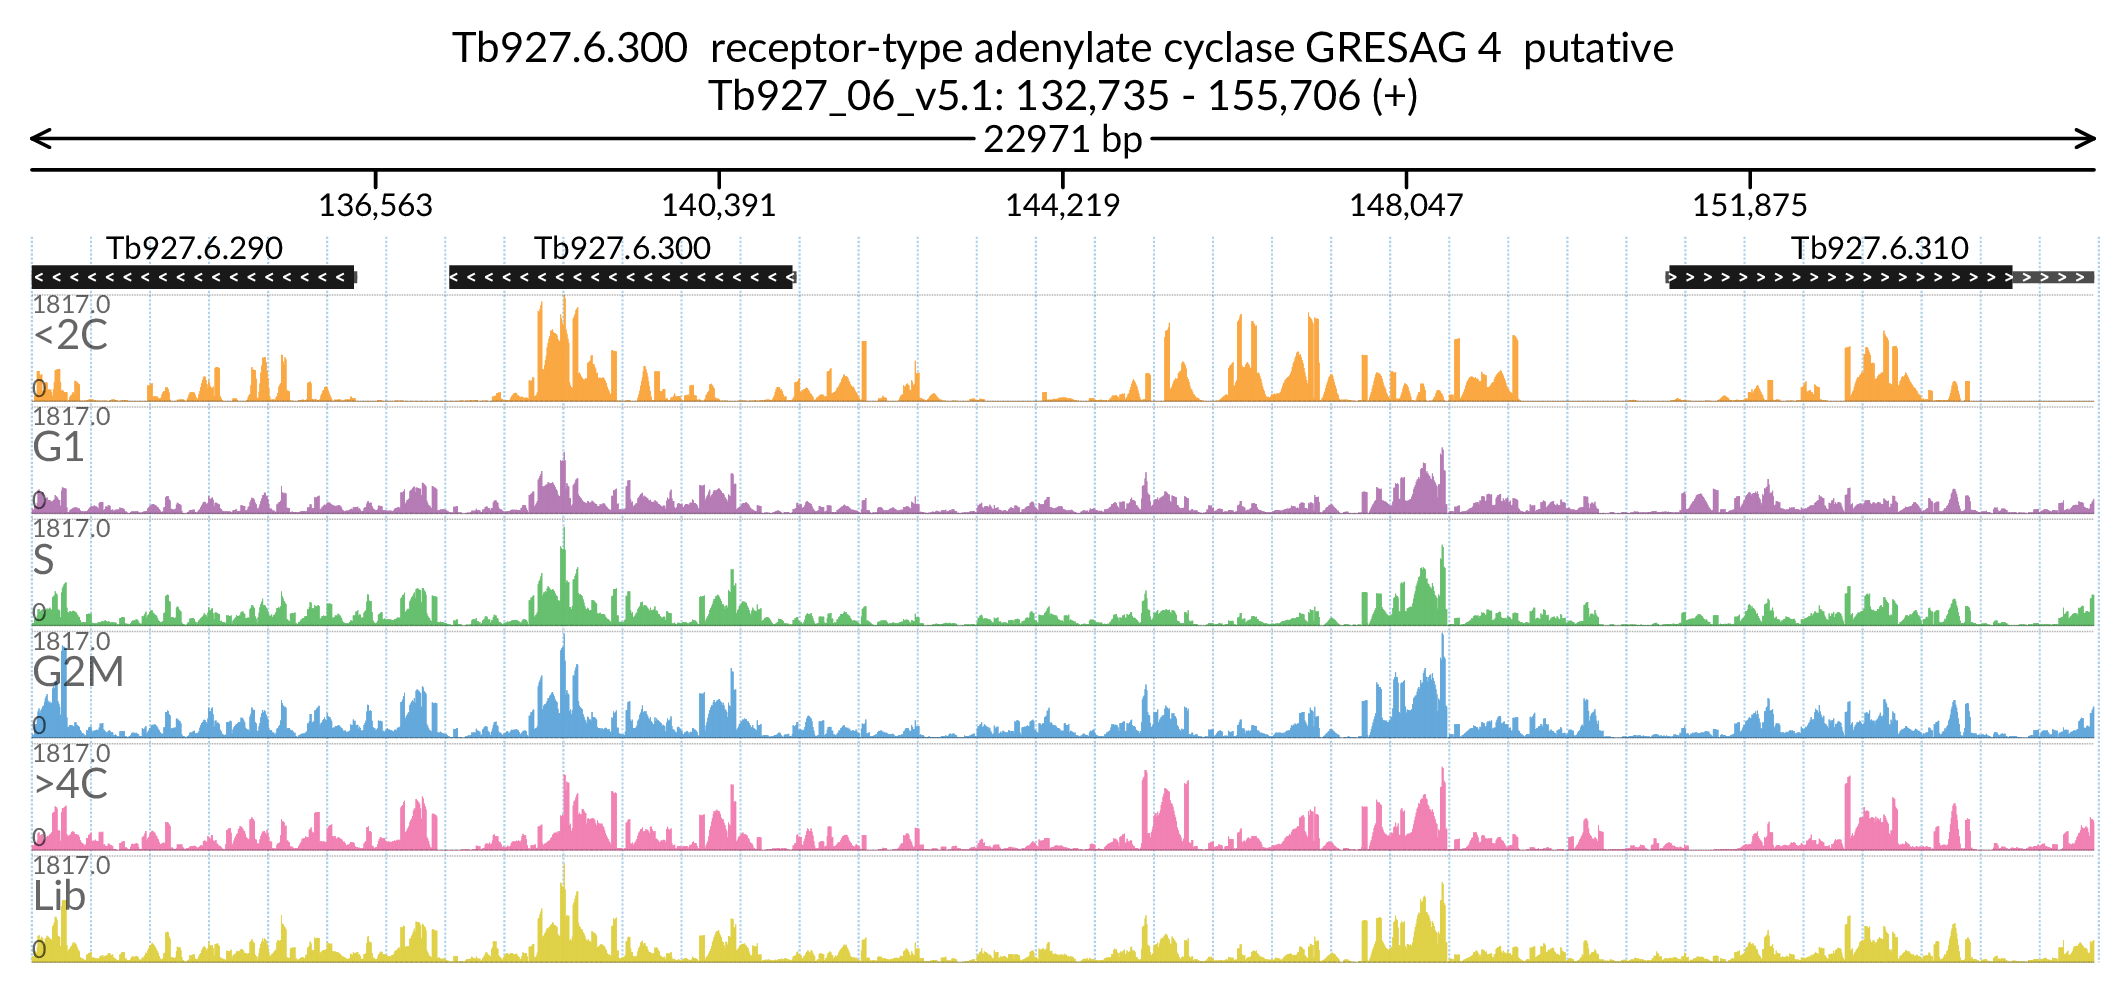 Tb927.6.300  receptor-type adenylate cyclase GRESAG 4  putative
Tb927_06_v5.1: 132,735 - 155,706 (+)
22971 bp
136,563 140,391 144,219 148,047 151,875
Tb927.6.290 Tb927.6.300 Tb927.6.310
1817.0
<2C
0
1817.0
G1
0
1817.0
S
0
1817.0
G2M
0
1817.0
>4C
0
1817.0
Lib
0